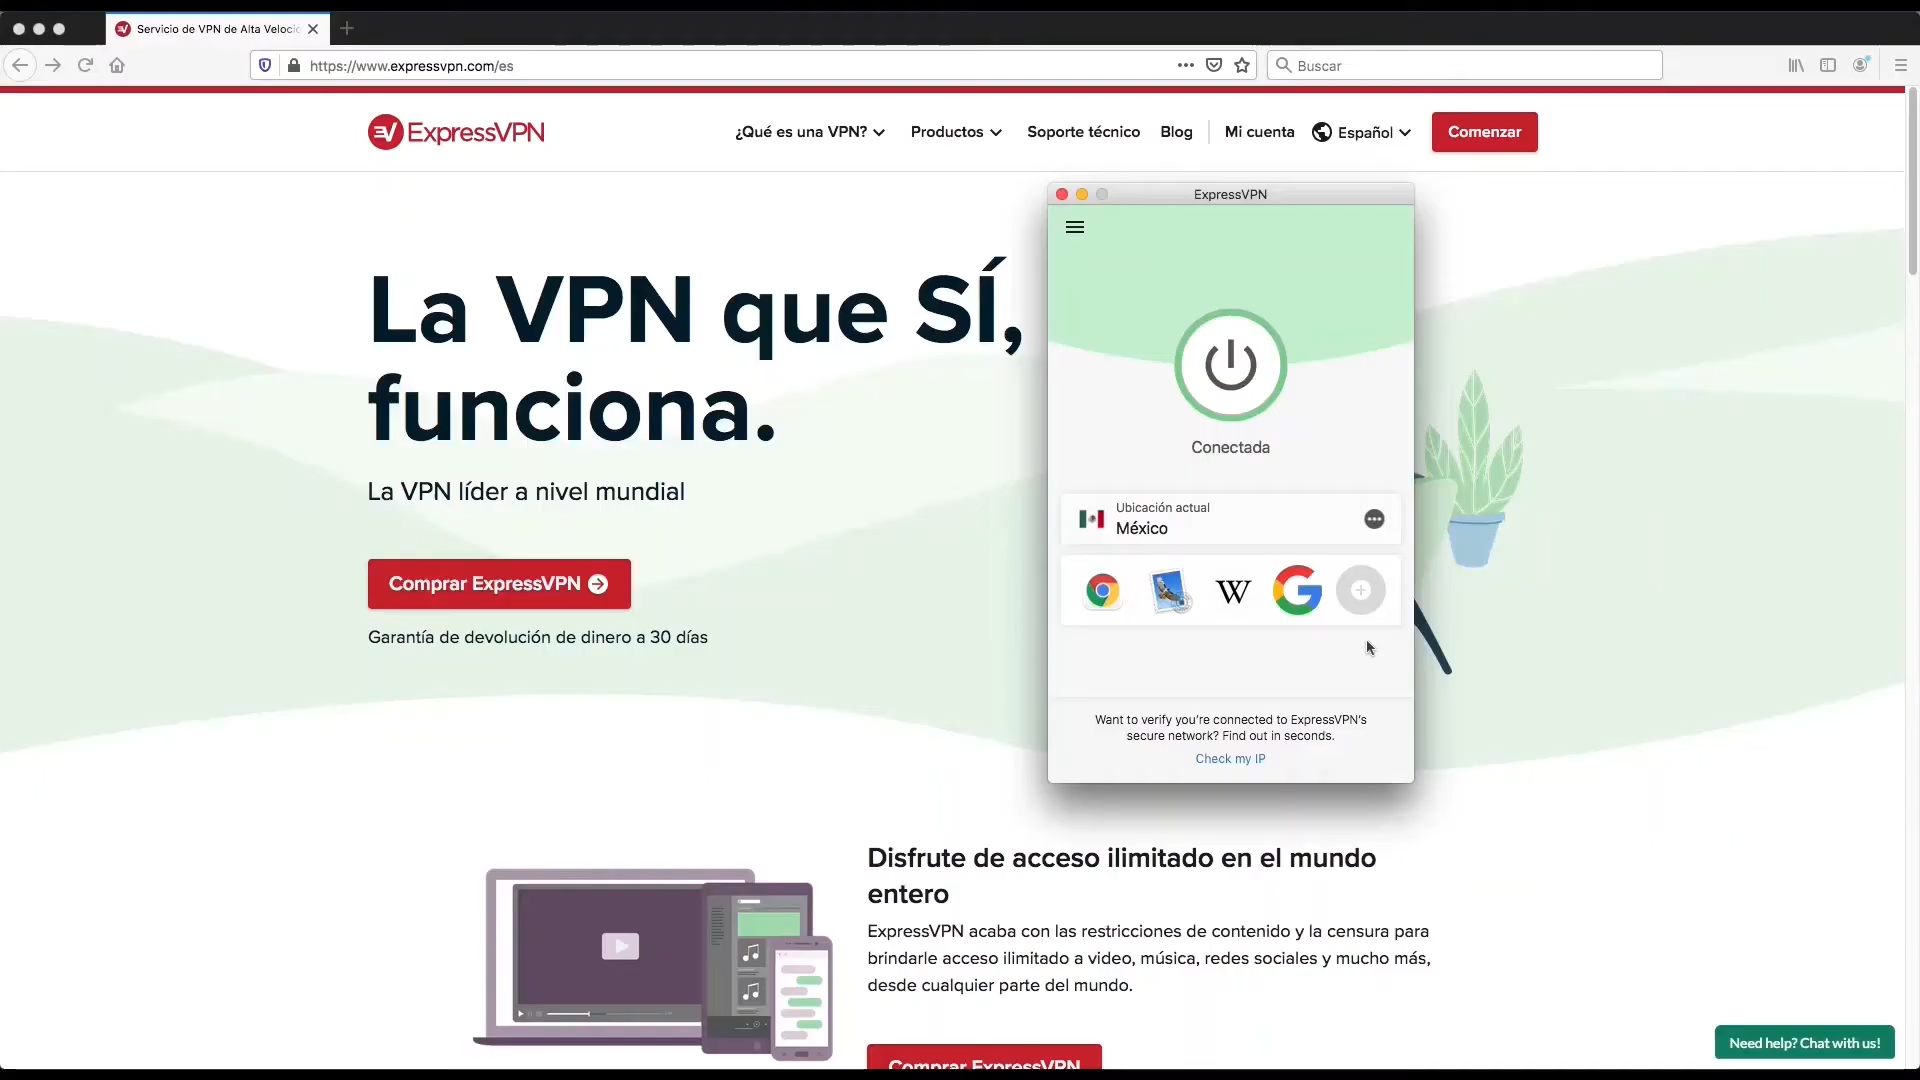 Servicio de VPN de Alta Veloci
https://www.expressvpn.com/es
Buscar
ExpressVPN
¿Qué es una VPN?
Productos
Soporte técnico
Blog
Mi cuenta
Español
Comenzar
La VPN que SÍ,
funciona.
La VPN líder a nivel mundial
Comprar ExpressVPN
Garantía de devolución de dinero a 30 días
ExpressVPN
Conectada
Ubicación actual
México
W
Want to verify you're connected to ExpressVPN's
secure network? Find out in seconds.
Check my IP
Disfrute de acceso ilimitado en el mundo
entero
ExpressVPN acaba con las restricciones de contenido y la censura para
brindarle acceso ilimitado a video, música, redes sociales y mucho más,
desde cualquier parte del mundo.
Comprar ExpressVPN
Need help? Chat with us!